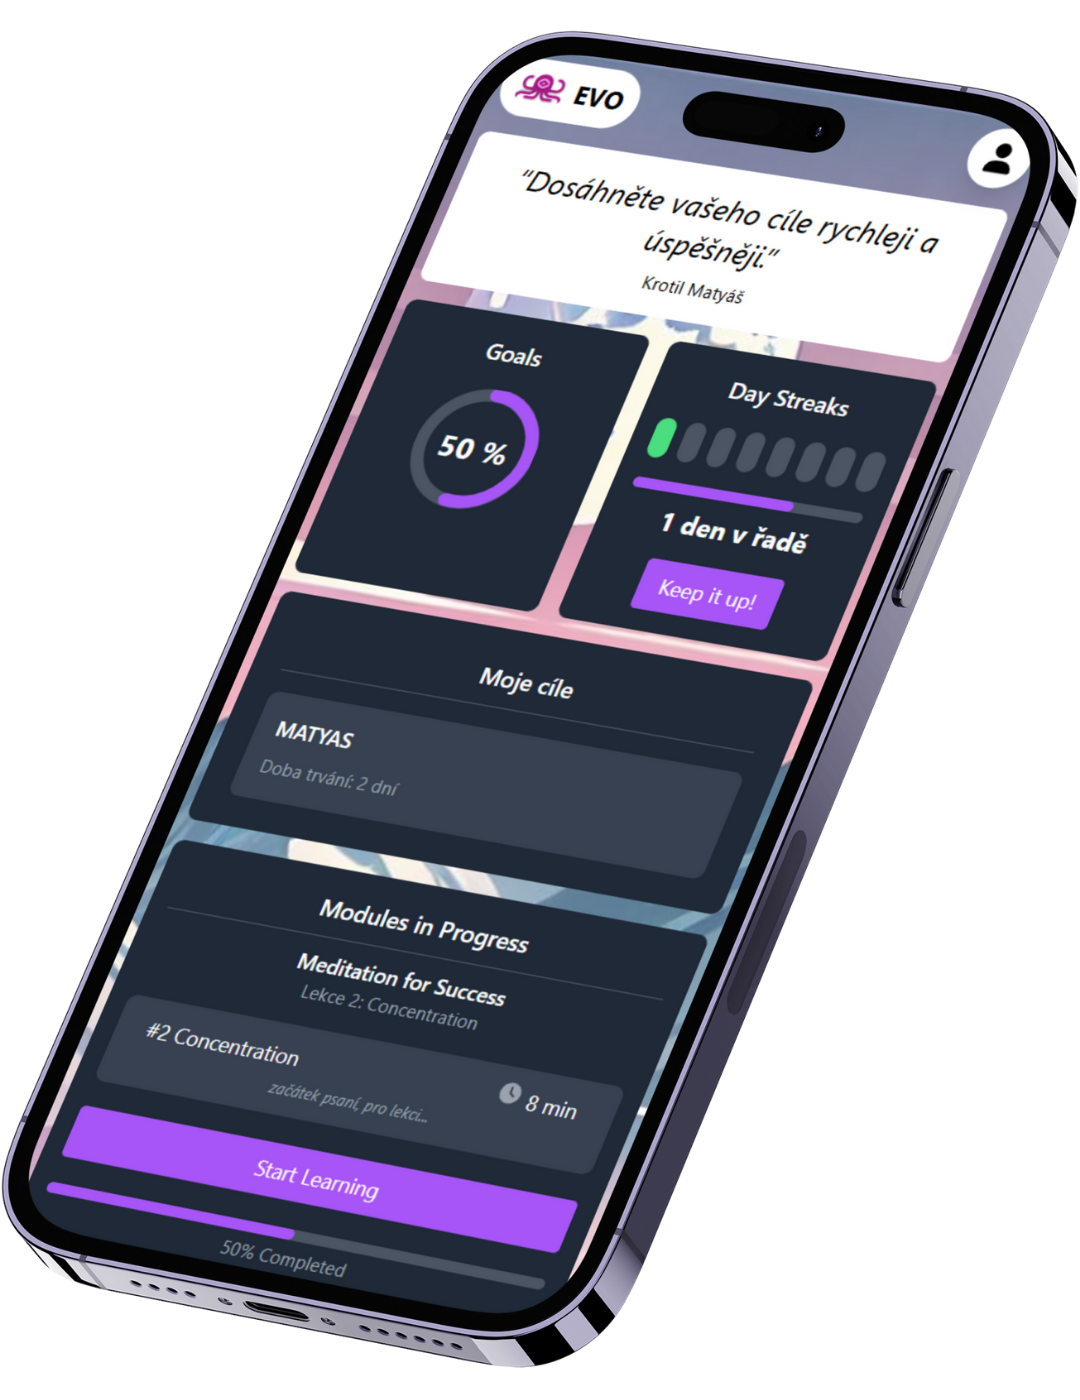 EVO
"Dosáhněte vašeho cíle rychleji a
úspěšněji."
Krotil Matyáš
Goals
50 %
Day Streaks
1 den v řadě
Keep it up!
Moje cíle
MATYAS
Doba trvání: 2 dní
Modules in Progress
Meditation for Success
Lekce 2: Concentration
#2 Concentration
začátek psaní, pro lekci...
8 min
Start Learning
50% Completed